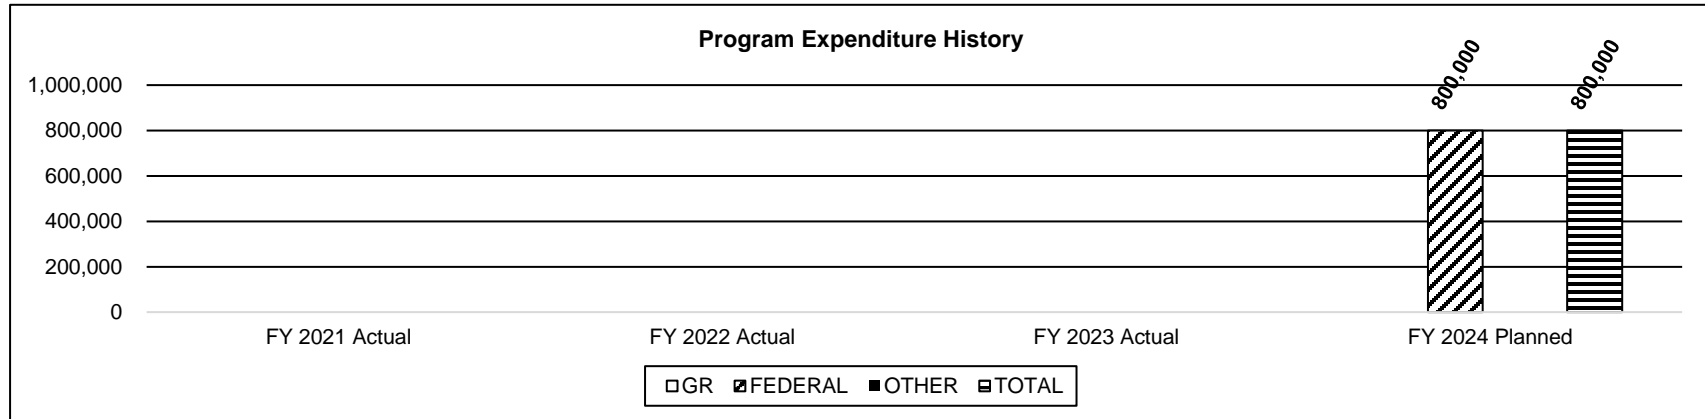 Program Expenditure History
800,000
800,000
1,000,000
800,000
600,000
400,000
200,000
0
FY 2021 Actual
FY 2022 Actual
FY 2023 Actual
FY 2024 Planned
GR FEDERAL OTHER TOTAL